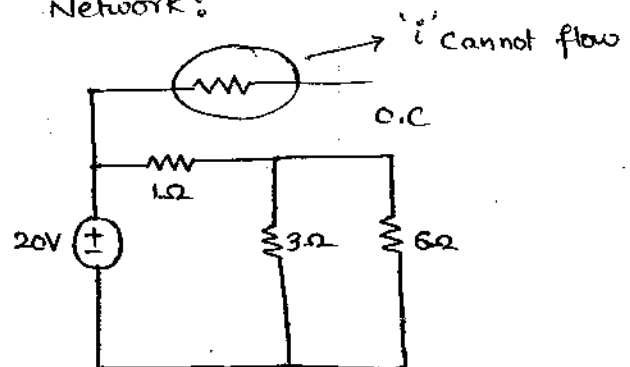 Network:
'i' cannot flow
O.C
1Ω
20V
3Ω
6Ω